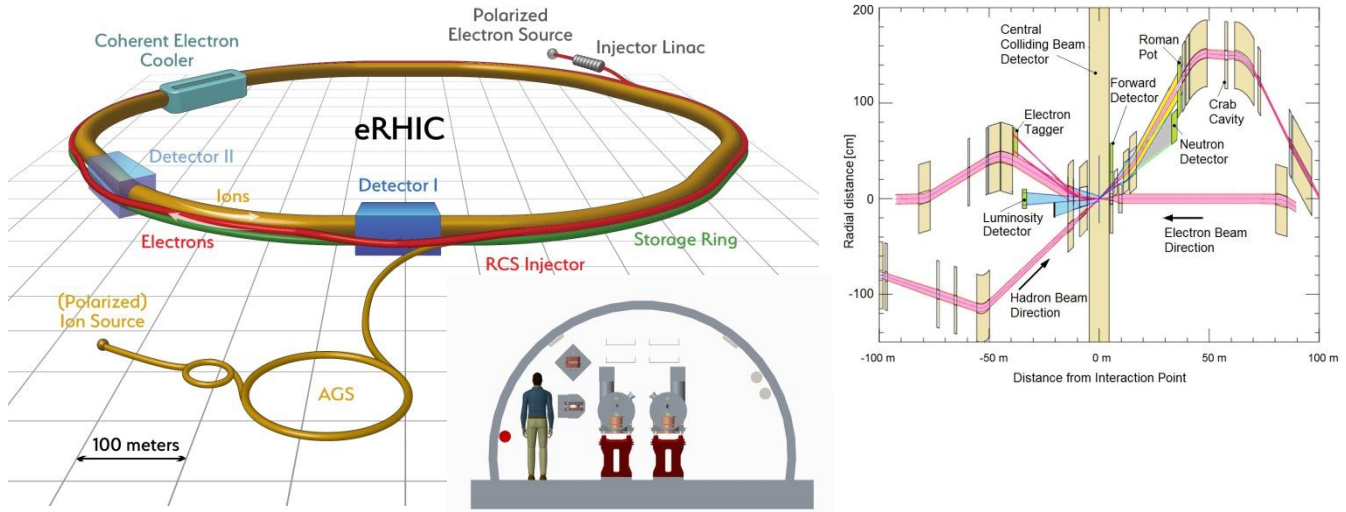 Polarized
Electron Source
Injector Linac
Coherent Electron
Cooler
eRHIC
Detector II
Ions
Detector I
Electrons
Storage Ring
RCS Injector
(Polarized)
Ion Source
AGS
100 meters
200
100
0
-100
Radial distance [cm]
Central
Colliding Beam
Detector
Roman
Pot
Forward
Detector
Electron
Tagger
Crab
Cavity
Neutron
Detector
Luminosity
Detector
Electron Beam
Direction
Hadron Beam
Direction
-100 m
-50 m
0 m
50 m
100 m
Distance from Interaction Point